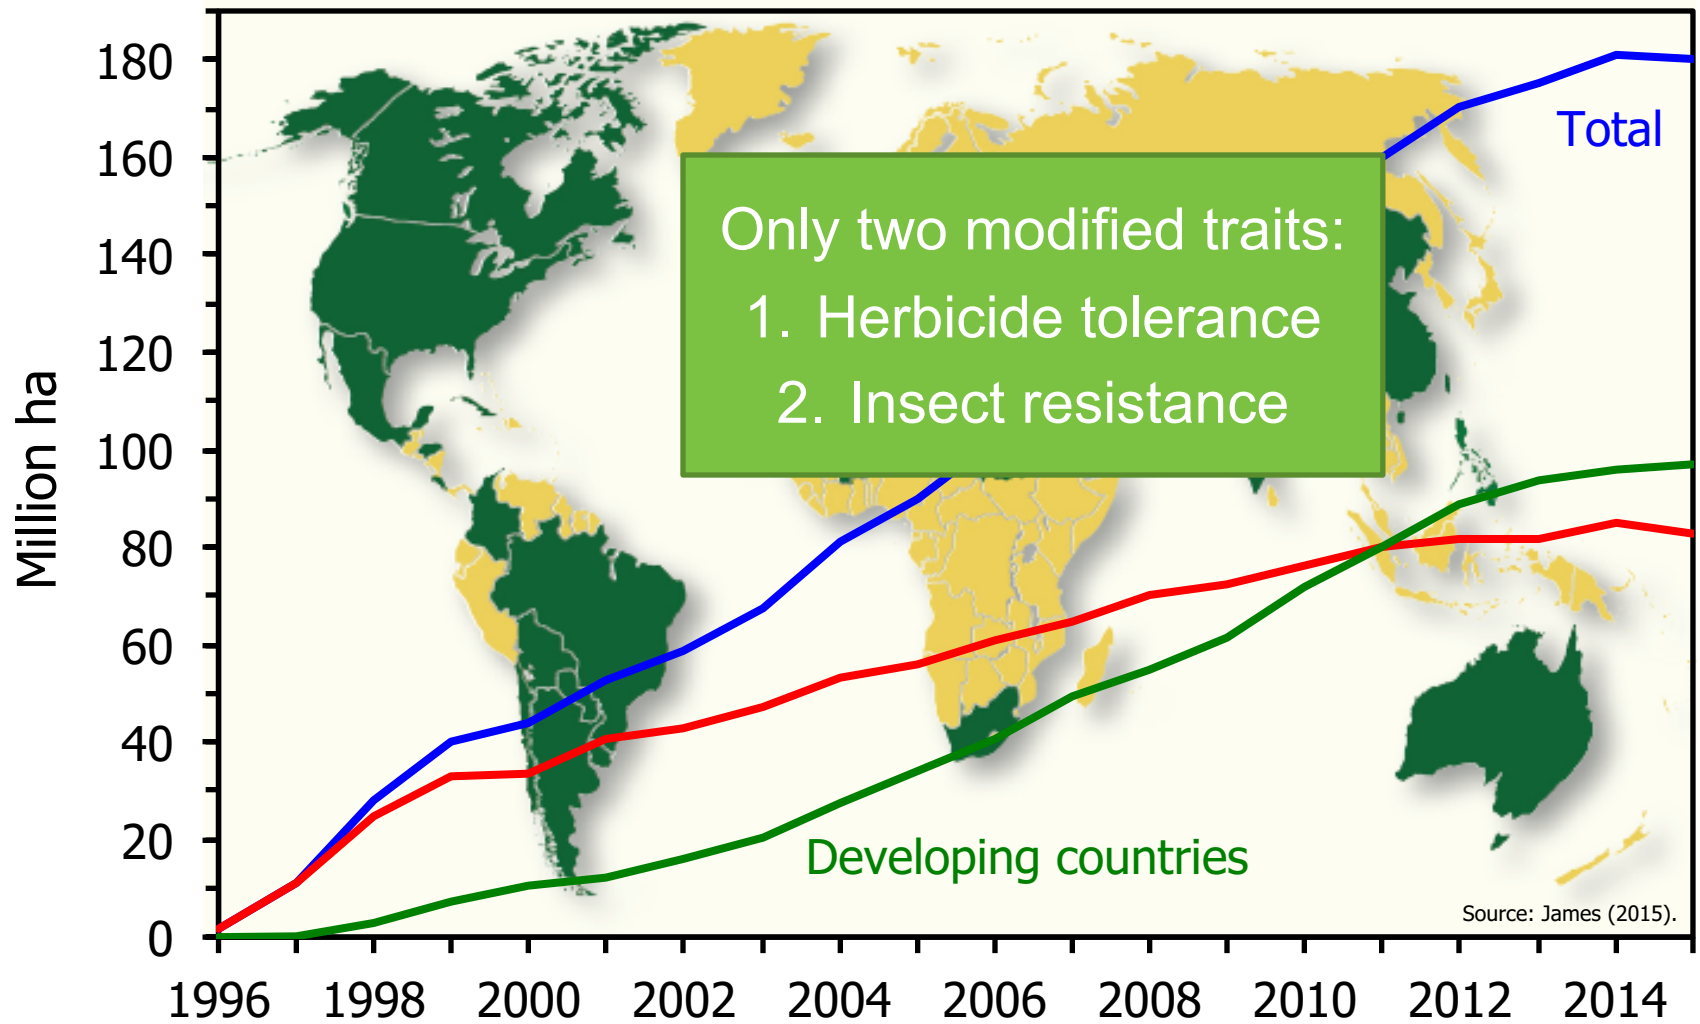 180
160
140
120
100
80
60
40
20
0
Million ha
Total
Only two modified traits:
1. Herbicide tolerance
2. Insect resistance
Developing countries
Source: James (2015).
1996 1998 2000 2002 2004 2006 2008 2010 2012 2014